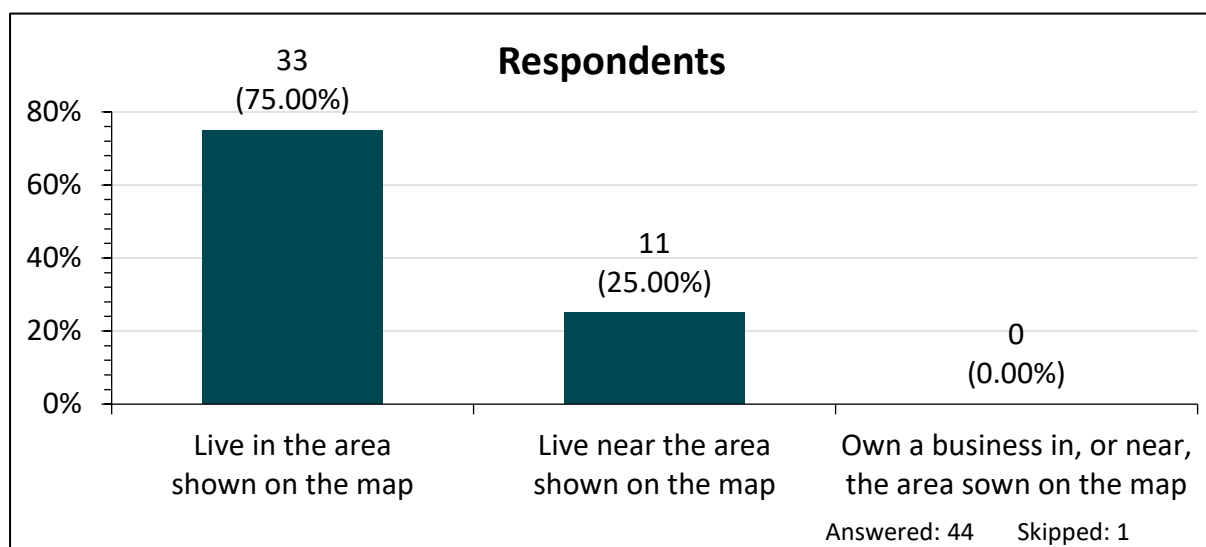 Respondents
33
(75.00%)
11
(25.00%)
0
(0.00%)
80%
60%
40%
20%
0%
Live in the area
shown on the map
Live near the area
shown on the map
Own a business in, or near,
the area sown on the map
Answered: 44 Skipped: 1